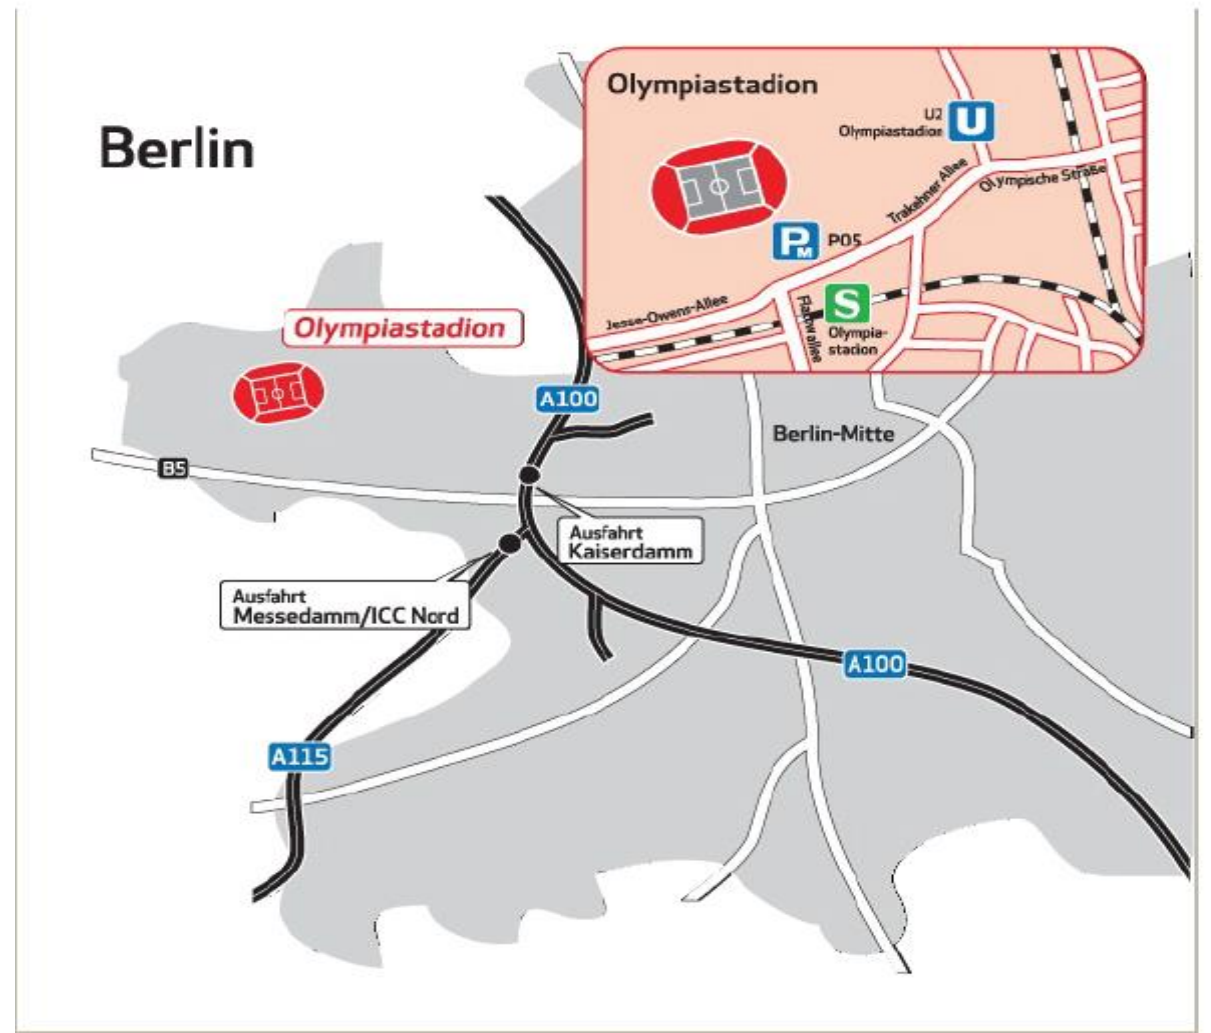 Berlin
Olympiastadion
U2
Olympiastadion
U
Trakehner Allee
Olympische Straße
PM
P05
Jesse-Owens-Allee
Flatowallee
S
Olympia-
stadion
Olympiastadion
A100
Berlin-Mitte
B5
Ausfahrt
Kaiserdamm
Ausfahrt
Messedamm/ICC Nord
A100
A115